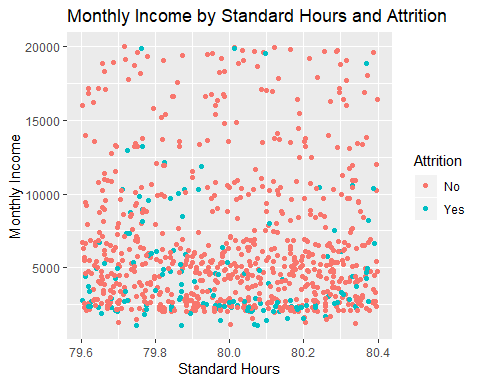 Monthly Income by Standard Hours and Attrition
20000
15000
10000
5000
Monthly Income
79.6 79.8 80.0 80.2 80.4
Standard Hours
Attrition
No
Yes